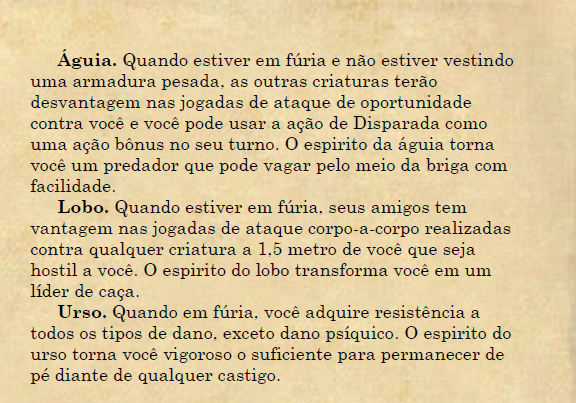 Águia. Quando estiver em fúria e não estiver vestindo
uma armadura pesada, as outras criaturas terão
desvantagem nas jogadas de ataque de oportunidade
contra você e você pode usar a ação de Disparada como
uma ação bônus no seu turno. O espirito da águia torna
você um predador que pode vagar pelo meio da briga com
facilidade.
Lobo. Quando estiver em fúria, seus amigos tem
vantagem nas jogadas de ataque corpo-a-corpo realizadas
contra qualquer criatura a 1,5 metro de você que seja
hostil a você. O espirito do lobo transforma você em um
líder de caça.
Urso. Quando em fúria, você adquire resistência a
todos os tipos de dano, exceto dano psíquico. O espirito do
urso torna você vigoroso o suficiente para permanecer de
pé diante de qualquer castigo.